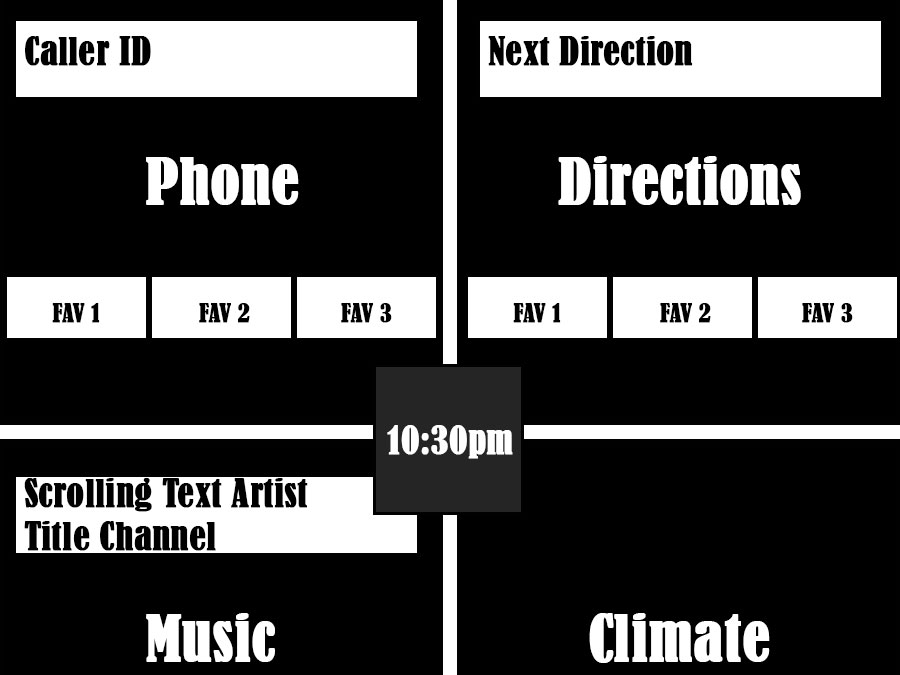 Caller ID
Phone
FAV 1 FAV 2 FAV 3
Next Direction
Directions
FAV 1 FAV 2 FAV 3
10:30pm
Scrolling Text Artist
Title Channel
Music
Climate